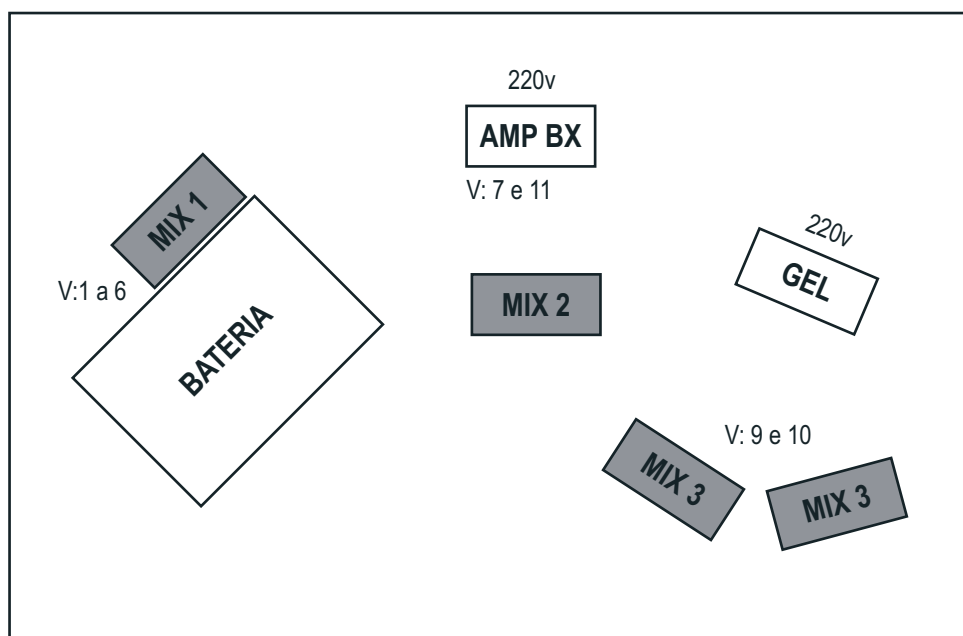 220v
AMP BX
V: 7 e 11
MIX 1
V:1 a 6
BATERIA
MIX 2
220v
GEL
V: 9 e 10
MIX 3
MIX 3